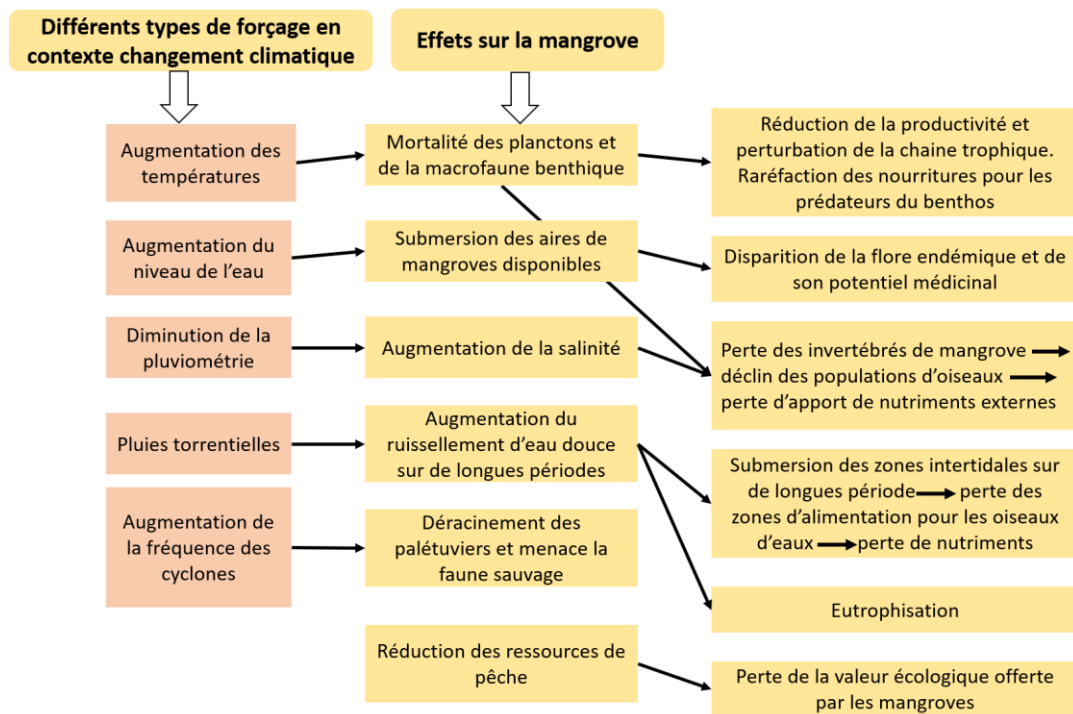 Différents types de forçage en
contexte changement climatique
Effets sur la mangrove
Augmentation des
températures
Mortalité des planctons et
de la macrofaune benthique
Réduction de la productivité et
perturbation de la chaine trophique.
Raréfaction des nourritures pour les
prédateurs du benthos
Augmentation du
niveau de l'eau
Submersion des aires de
mangroves disponibles
Disparition de la flore endémique et de
son potentiel médicinal
Diminution de la
pluviométrie
Augmentation de la salinité
Perte des invertébrés de mangrove
déclin des populations d'oiseaux
perte d'apport de nutriments externes
Pluies torrentielles
Augmentation du
ruissellement d'eau douce
sur de longues périodes
Submersion des zones intertidales sur
de longues période perte des
zones d'alimentation pour les oiseaux
d'eaux perte de nutriments
Augmentation de
la fréquence des
cyclones
Déracinement des
palétuviers et menace la
faune sauvage
Eutrophisation
Réduction des ressources de
pêche
Perte de la valeur écologique offerte
par les mangroves